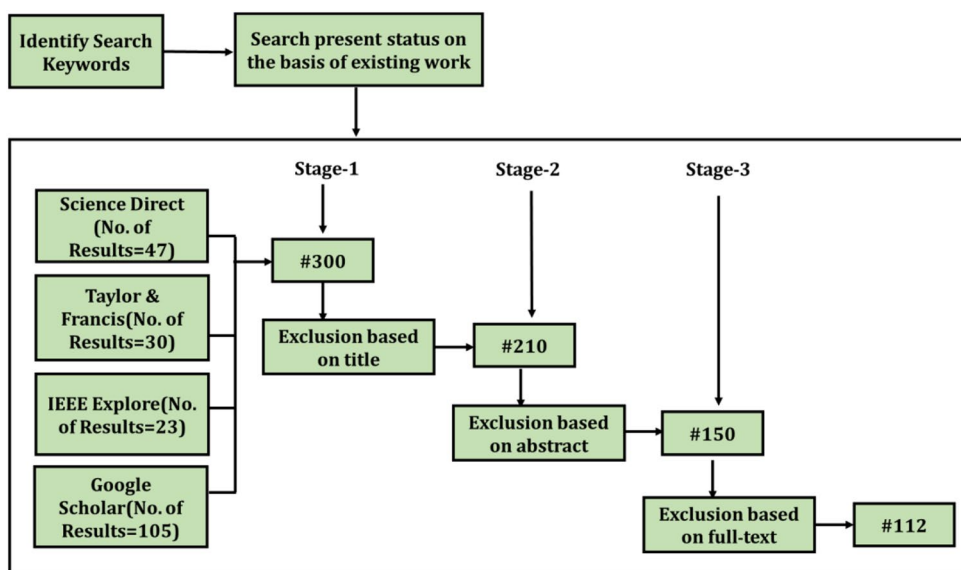 Identify Search
Keywords
Search present status on
the basis of existing work
Stage-1
Stage-2
Stage-3
Science Direct
(No. of
Results=47)
Taylor &
Francis(No. of
Results=30)
IEEE Explore(No.
of Results=23)
Google
Scholar(No. of
Results=105)
#300
Exclusion based
on title
#210
Exclusion based
on abstract
#150
Exclusion based
on full-text
#112